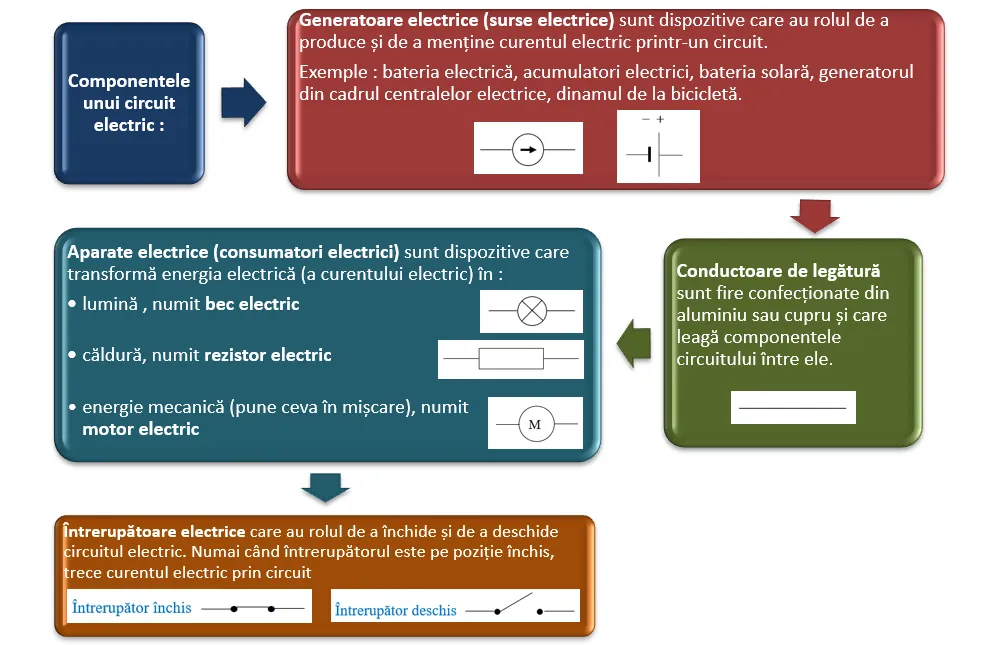 Componentele
unui circuit
electric :
Generatoare electrice (surse electrice) sunt dispozitive care au rolul de a
produce și de a menține curentul electric printr-un circuit.
Exemple : bateria electrică, acumulatori electrici, bateria solară, generatorul
din cadrul centralelor electrice, dinamul de la bicicletă.
− +
Conductoare de legătură
sunt fire confecționate din
aluminiu sau cupru și care
leagă componentele
circuitului între ele.
Aparate electrice (consumatori electrici) sunt dispozitive care
transformă energia electrică (a curentului electric) în :
• lumină , numit bec electric
• căldură, numit rezistor electric
• energie mecanică (pune ceva în mișcare), numit
motor electric
M
Întrerupătoare electrice care au rolul de a închide și de a deschide
circuitul electric. Numai când întrerupătorul este pe poziție închis,
trece curentul electric prin circuit
Întrerupător închis
Întrerupător deschis